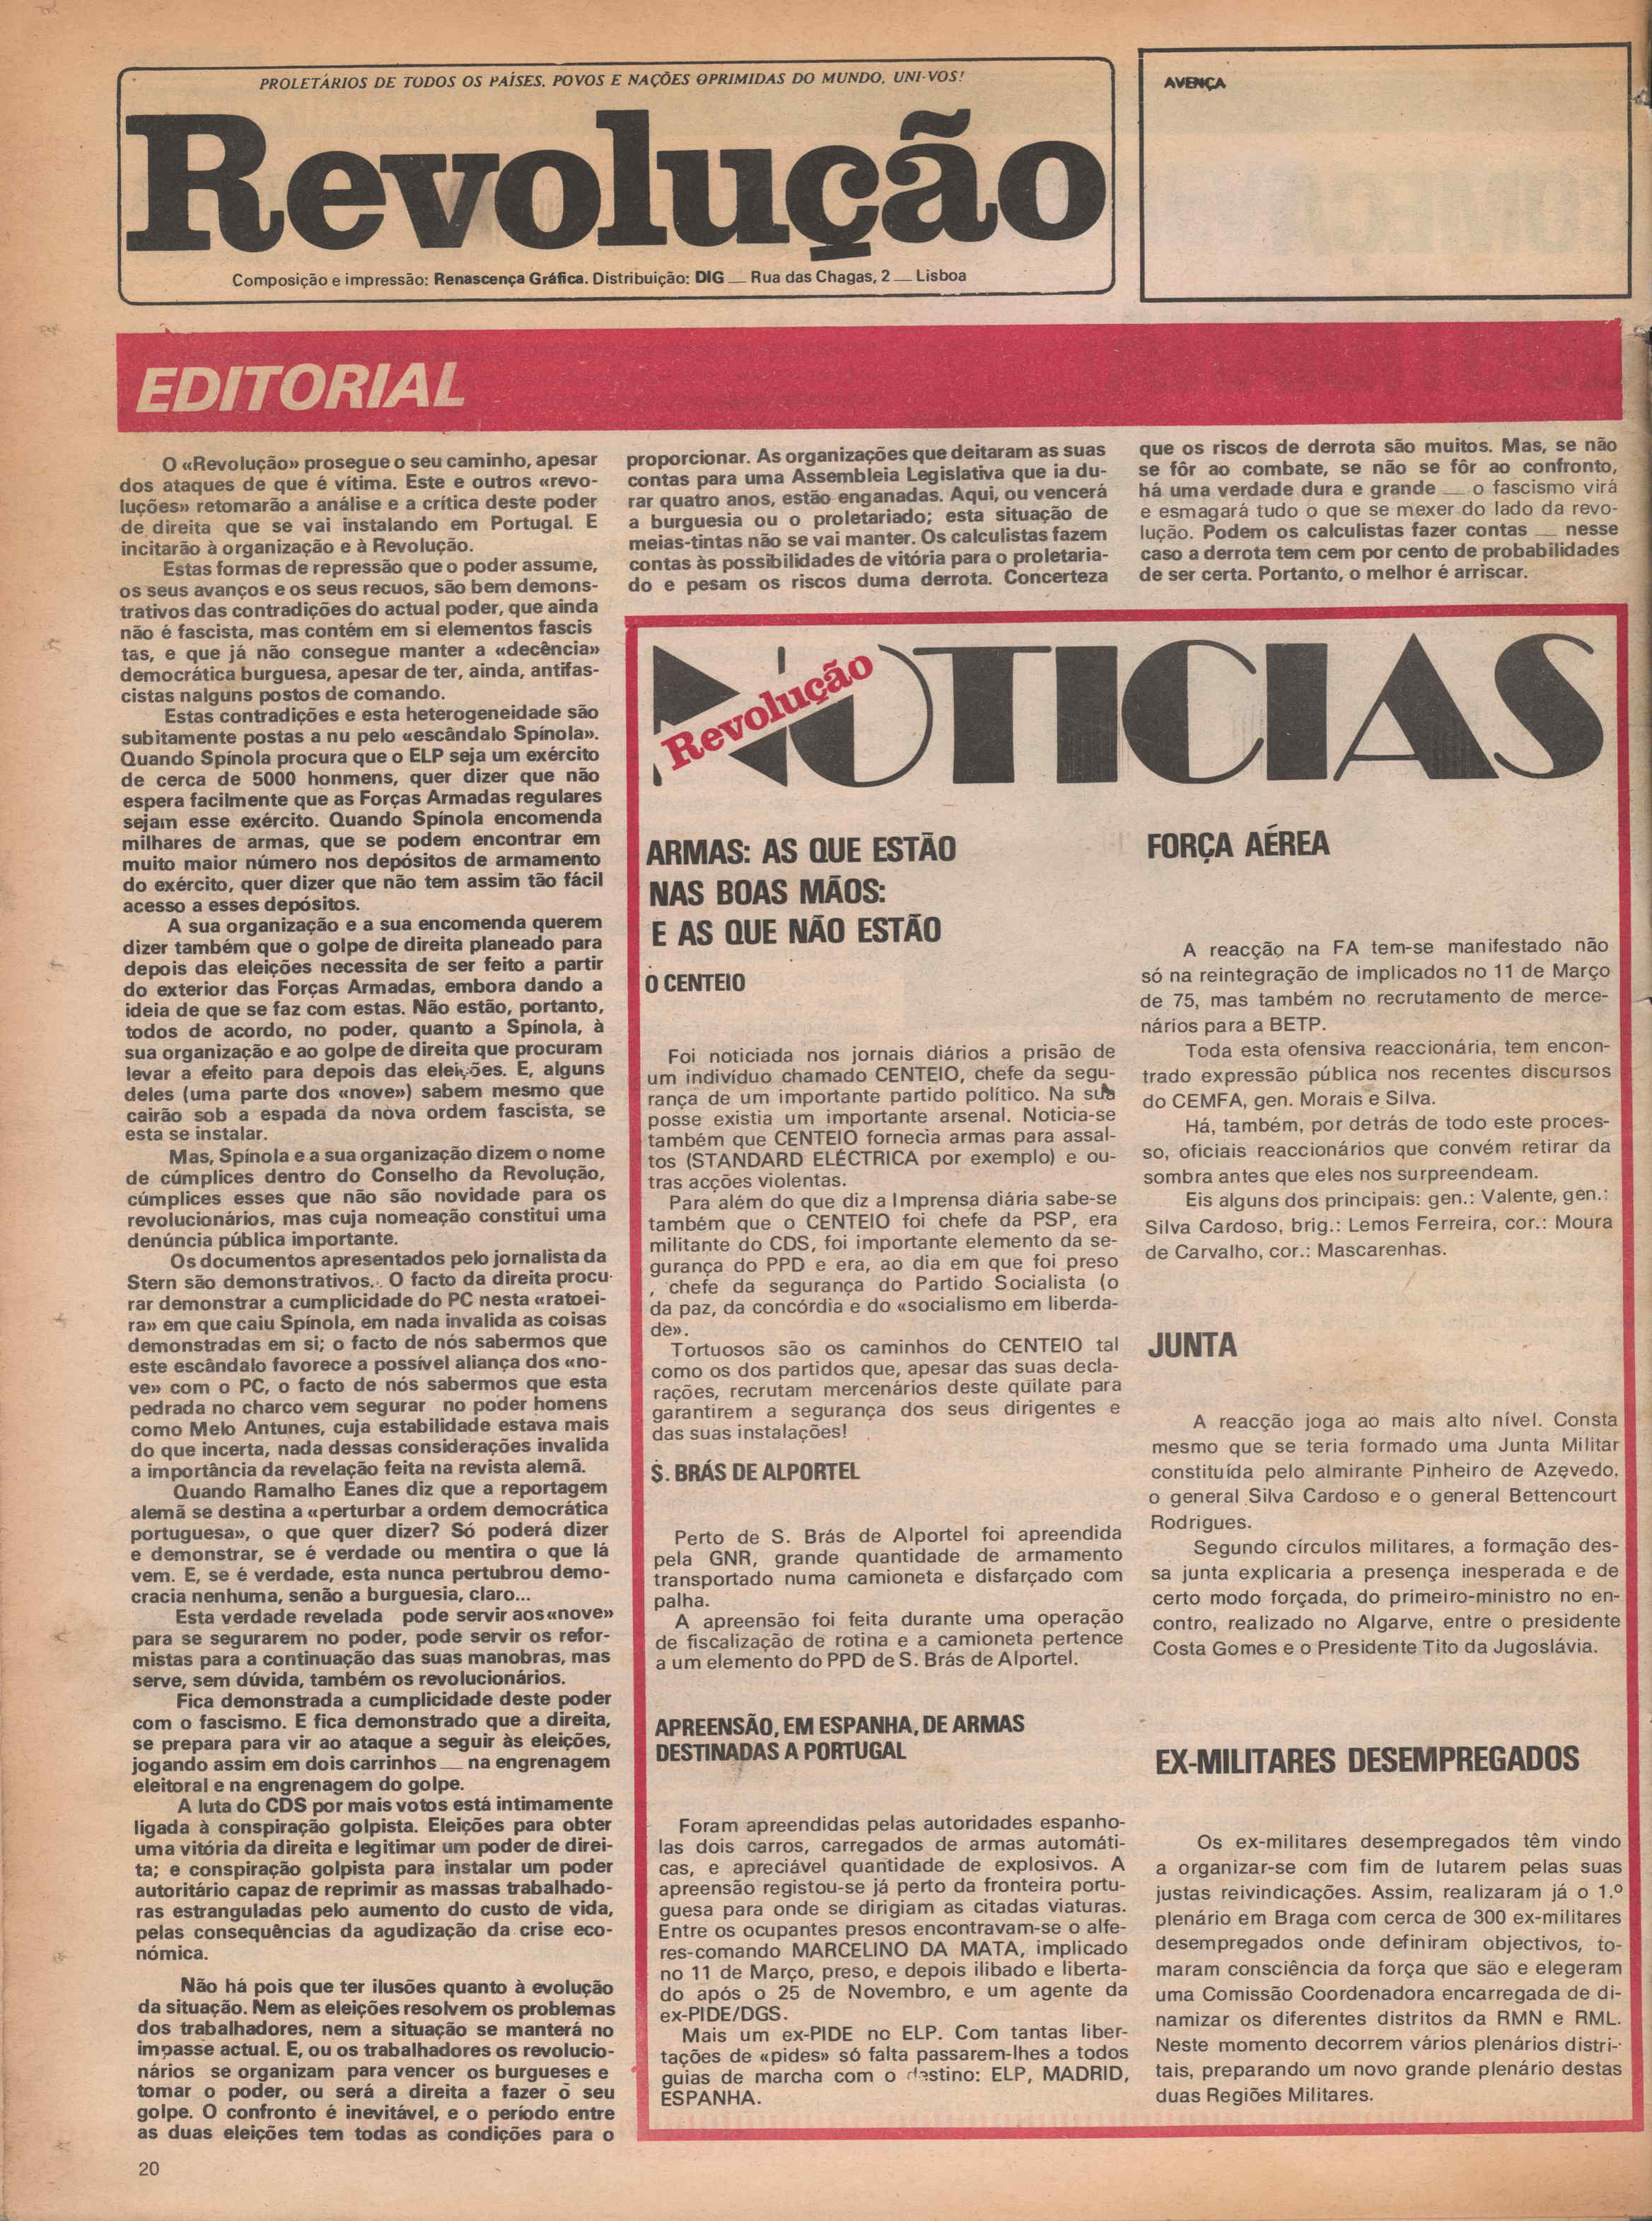 PROLETÁRIOS DE TODOS OS PAÍSES, POVOS E NAÇÕES OPRIMIDAS DO MUNDO, UNI-VOS!
Revolução
Composição e impressão: Renascença Gráfica. Distribuição: DIG — Rua das Chagas, 2 — Lisboa
AVENÇA
EDITORIAL
O «Revolução» prosegue o seu caminho, apesar
dos ataques de que é vítima. Este e outros «revo-
luções» retomarão a análise e a crítica deste poder
de direita que se vai instalando em Portugal. E
incitarão à organização e à Revolução.
Estas formas de repressão que o poder assume,
os seus avanços e os seus recuos, são bem demons-
trativos das contradições do actual poder, que ainda
não é fascista, mas contém em si elementos fascis
tas, e que já não consegue manter a «decência»
democrática burguesa, apesar de ter, ainda, antifas-
cistas nalguns postos de comando.
Estas contradições e esta heterogeneidade são
subitamente postas a nu pelo «escândalo Spínola».
Quando Spínola procura que o ELP seja um exército
de cerca de 5000 honmens, quer dizer que não
espera facilmente que as Forças Armadas regulares
sejam esse exército. Quando Spínola encomenda
milhares de armas, que se podem encontrar em
muito maior número nos depósitos de armamento
do exército, quer dizer que não tem assim tão fácil
acesso a esses depósitos.
A sua organização e a sua encomenda querem
dizer também que o golpe de direita planeado para
depois das eleições necessita de ser feito a partir
do exterior das Forças Armadas, embora dando a
ideia de que se faz com estas. Não estão, portanto,
todos de acordo, no poder, quanto a Spínola, à
sua organização e ao golpe de direita que procuram
levar a efeito para depois das eleições. E, alguns
deles (uma parte dos «nove») sabem mesmo que
cairão sob a espada da nova ordem fascista, se
esta se instalar.
Mas, Spínola e a sua organização dizem o nome
de cúmplices dentro do Conselho da Revolução,
cúmplices esses que não são novidade para os
revolucionários, mas cuja nomeação constitui uma
denúncia pública importante.
Os documentos apresentados pelo jornalista da
Stern são demonstrativos. O facto da direita procu-
rar demonstrar a cumplicidade do PC nesta «ratoei-
ra» em que caiu Spínola, em nada invalida as coisas
demonstradas em si; o facto de nós sabermos que
este escândalo favorece a possível aliança dos «no-
ve» com o PC, o facto de nós sabermos que esta
pedrada no charco vem segurar no poder homens
como Melo Antunes, cuja estabilidade estava mais
do que incerta, nada dessas considerações invalida
a importância da revelação feita na revista alemã.
Quando Ramalho Eanes diz que a reportagem
alemã se destina a «perturbar a ordem democrática
portuguesa», o que quer dizer? Só poderá dizer
e demonstrar, se é verdade ou mentira o que lá
vem. E, se é verdade, esta nunca pertubrou demo-
cracia nenhuma, senão a burguesia, claro...
Esta verdade revelada pode servir aos «nove»
para se segurarem no poder, pode servir os refor-
mistas para a continuação das suas manobras, mas
serve, sem dúvida, também os revolucionários.
Fica demonstrada a cumplicidade deste poder
com o fascismo. E fica demonstrado que a direita,
se prepara para vir ao ataque a seguir às eleições,
jogando assim em dois carrinhos — na engrenagem
eleitoral e na engrenagem do golpe.
A luta do CDS por mais votos está intimamente
ligada à conspiração golpista. Eleições para obter
uma vitória da direita e legitimar um poder de direi-
ta; e conspiração golpista para instalar um poder
autoritário capaz de reprimir as massas trabalhado-
ras estranguladas pelo aumento do custo de vida,
pelas consequências da agudização da crise eco-
nómica.
Não há pois que ter ilusões quanto à evolução
da situação. Nem as eleições resolvem os problemas
dos trabalhadores, nem a situação se manterá no
impasse actual. E, ou os trabalhadores os revolucio-
nários se organizam para vencer os burgueses e
tomar o poder, ou será a direita a fazer o seu
golpe. O confronto é inevitável, e o período entre
as duas eleições tem todas as condições para o
proporcionar. As organizações que deitaram as suas
contas para uma Assembleia Legislativa que ia du-
rar quatro anos, estão enganadas. Aqui, ou vencerá
a burguesia ou o proletariado; esta situação de
meias-tintas não se vai manter. Os calculistas fazem
contas às possibilidades de vitória para o proletaria-
do e pesam os riscos duma derrota. Concerteza
que os riscos de derrota são muitos. Mas, se não
se fôr ao combate, se não se fôr ao confronto,
há uma verdade dura e grande — o fascismo virá
e esmagará tudo o que se mexer do lado da revo-
lução. Podem os calculistas fazer contas — nesse
caso a derrota tem cem por cento de probabilidades
de ser certa. Portanto, o melhor é arriscar.
NOTICIAS
Revolução
ARMAS: AS QUE ESTÃO
NAS BOAS MÃOS:
E AS QUE NÃO ESTÃO
O CENTEIO
Foi noticiada nos jornais diários a prisão de
um indivíduo chamado CENTEIO, chefe da segu-
rança de um importante partido político. Na sua
posse existia um importante arsenal. Noticia-se
também que CENTEIO fornecia armas para assal-
tos (STANDARD ELÉCTRICA por exemplo) e ou-
tras acções violentas.
Para além do que diz a Imprensa diária sabe-se
também que o CENTEIO foi chefe da PSP, era
militante do CDS, foi importante elemento da se-
gurança do PPD e era, ao dia em que foi preso
, chefe da segurança do Partido Socialista (o
da paz, da concórdia e do «socialismo em liberda-
de».
Tortuosos são os caminhos do CENTEIO tal
como os dos partidos que, apesar das suas decla-
rações, recrutam mercenários deste quilate para
garantirem a segurança dos seus dirigentes e
das suas instalações!
S. BRÁS DE ALPORTEL
Perto de S. Brás de Alportel foi apreendida
pela GNR, grande quantidade de armamento
transportado numa camioneta e disfarçado com
palha.
A apreensão foi feita durante uma operação
de fiscalização de rotina e a camioneta pertence
a um elemento do PPD de S. Brás de Alportel.
APREENSÃO, EM ESPANHA, DE ARMAS
DESTINADAS A PORTUGAL
Foram apreendidas pelas autoridades espanho-
las dois carros, carregados de armas automáti-
cas, e apreciável quantidade de explosivos. A
apreensão registou-se já perto da fronteira portu-
guesa para onde se dirigiam as citadas viaturas.
Entre os ocupantes presos encontravam-se o alfe-
res-comando MARCELINO DA MATA, implicado
no 11 de Março, preso, e depois ilibado e liberta-
do após o 25 de Novembro, e um agente da
ex-PIDE/DGS.
Mais um ex-PIDE no ELP. Com tantas liber-
tações de «pides» só falta passarem-lhes a todos
guias de marcha com o destino: ELP, MADRID,
ESPANHA.
FORÇA AÉREA
A reacção na FA tem-se manifestado não
só na reintegração de implicados no 11 de Março
de 75, mas também no recrutamento de merce-
nários para a BETP.
Toda esta ofensiva reaccionária, tem encon-
trado expressão pública nos recentes discursos
do CEMFA, gen. Morais e Silva.
Há, também, por detrás de todo este proces-
so, oficiais reaccionários que convém retirar da
sombra antes que eles nos surpreendeam.
Eis alguns dos principais: gen.: Valente, gen.:
Silva Cardoso, brig.: Lemos Ferreira, cor.: Moura
de Carvalho, cor.: Mascarenhas.
JUNTA
A reacção joga ao mais alto nível. Consta
mesmo que se teria formado uma Junta Militar
constituída pelo almirante Pinheiro de Azevedo,
o general Silva Cardoso e o general Bettencourt
Rodrigues.
Segundo círculos militares, a formação des-
sa junta explicaria a presença inesperada e de
certo modo forçada, do primeiro-ministro no en-
contro, realizado no Algarve, entre o presidente
Costa Gomes e o Presidente Tito da Jugoslávia.
EX-MILITARES DESEMPREGADOS
Os ex-militares desempregados têm vindo
a organizar-se com fim de lutarem pelas suas
justas reivindicações. Assim, realizaram já o 1.º
plenário em Braga com cerca de 300 ex-militares
desempregados onde definiram objectivos, to-
maram consciência da força que são e elegeram
uma Comissão Coordenadora encarregada de di-
namizar os diferentes distritos da RMN e RML.
Neste momento decorrem vários plenários distri-
tais, preparando um novo grande plenário destas
duas Regiões Militares.
20